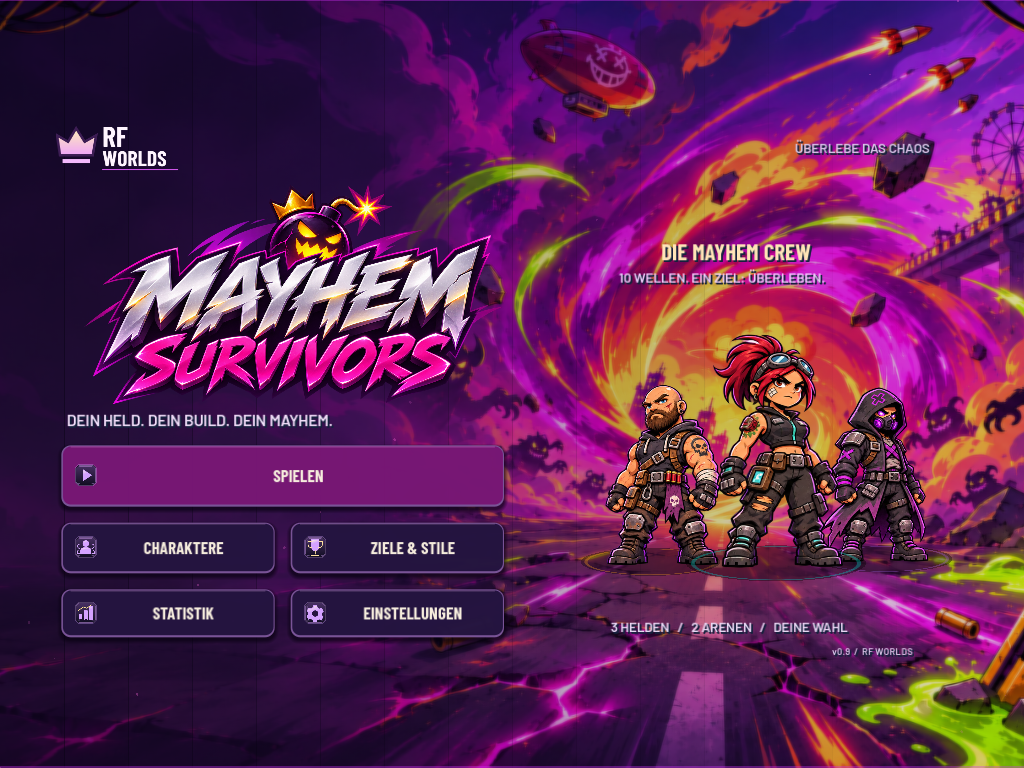 RF
WORLDS
ÜBERLEBE DAS CHAOS
MAYHEM
SURVIVORS
DIE MAYHEM CREW
10 WELLEN. EIN ZIEL: ÜBERLEBEN.
DEIN HELD. DEIN BUILD. DEIN MAYHEM.
SPIELEN
CHARAKTERE
ZIELE & STILE
STATISTIK
EINSTELLUNGEN
3 HELDEN / 2 ARENEN / DEINE WAHL
v0.9 / RF WORLDS